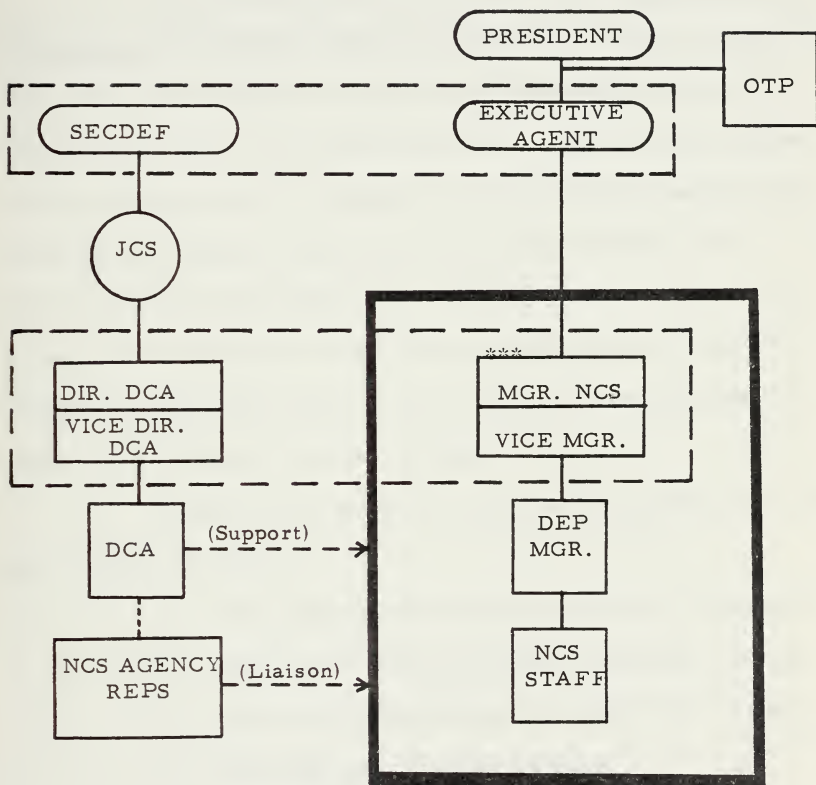 PRESIDENT
OTP
SECDEF
EXECUTIVE
AGENT
JCS
***
DIR. DCA
VICE DIR.
DCA
MGR. NCS
VICE MGR.
DCA
(Support)
DEP
MGR.
NCS AGENCY
REPS
(Liaison)
NCS
STAFF